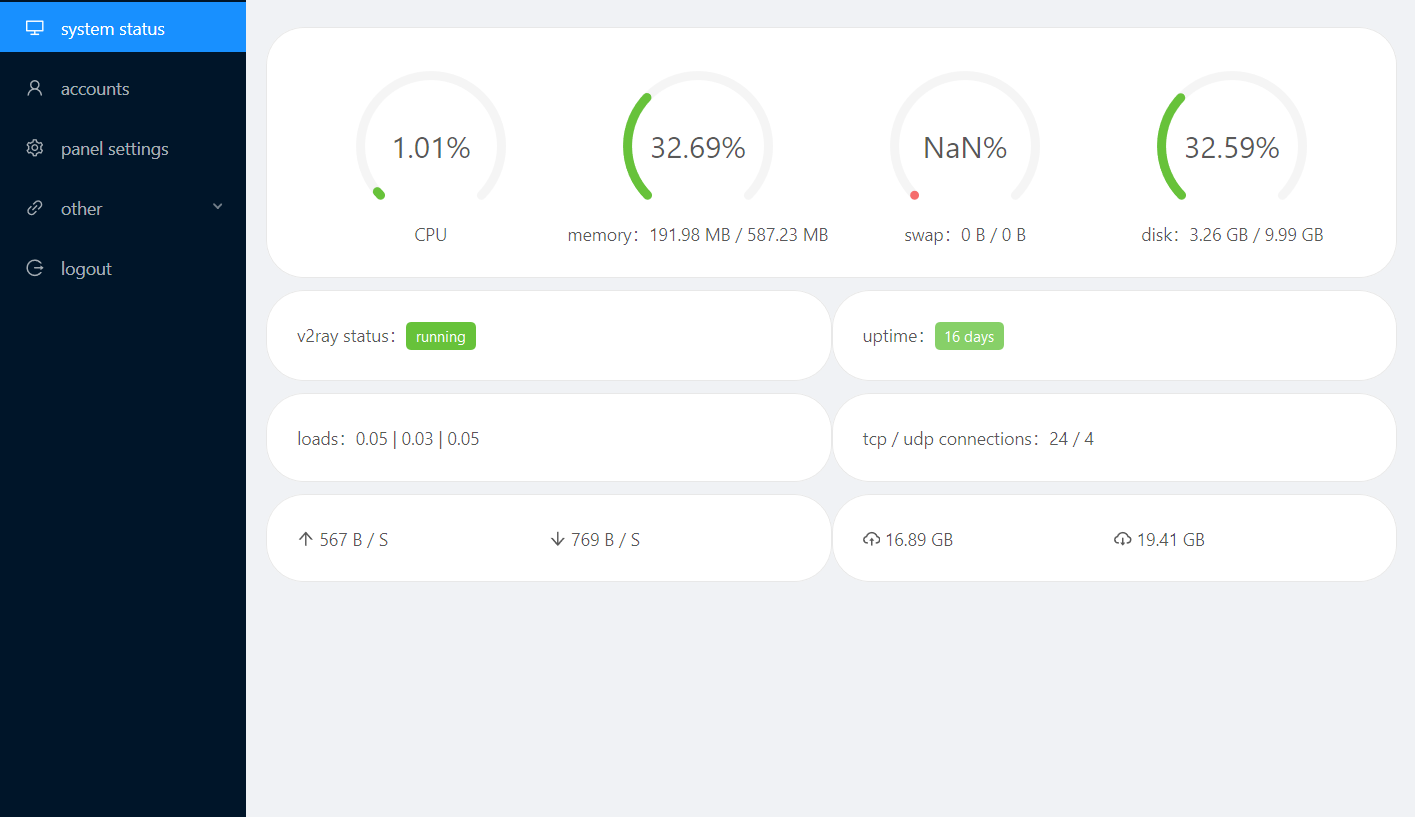 system status
accounts
panel settings
other
logout
1.01%
32.69%
NaN%
32.59%
CPU
memory：191.98 MB / 587.23 MB
swap：0 B / 0 B
disk：3.26 GB / 9.99 GB
v2ray status：running
uptime：16 days
loads：0.05 | 0.03 | 0.05
tcp / udp connections：24 / 4
567 B / S
769 B / S
16.89 GB
19.41 GB